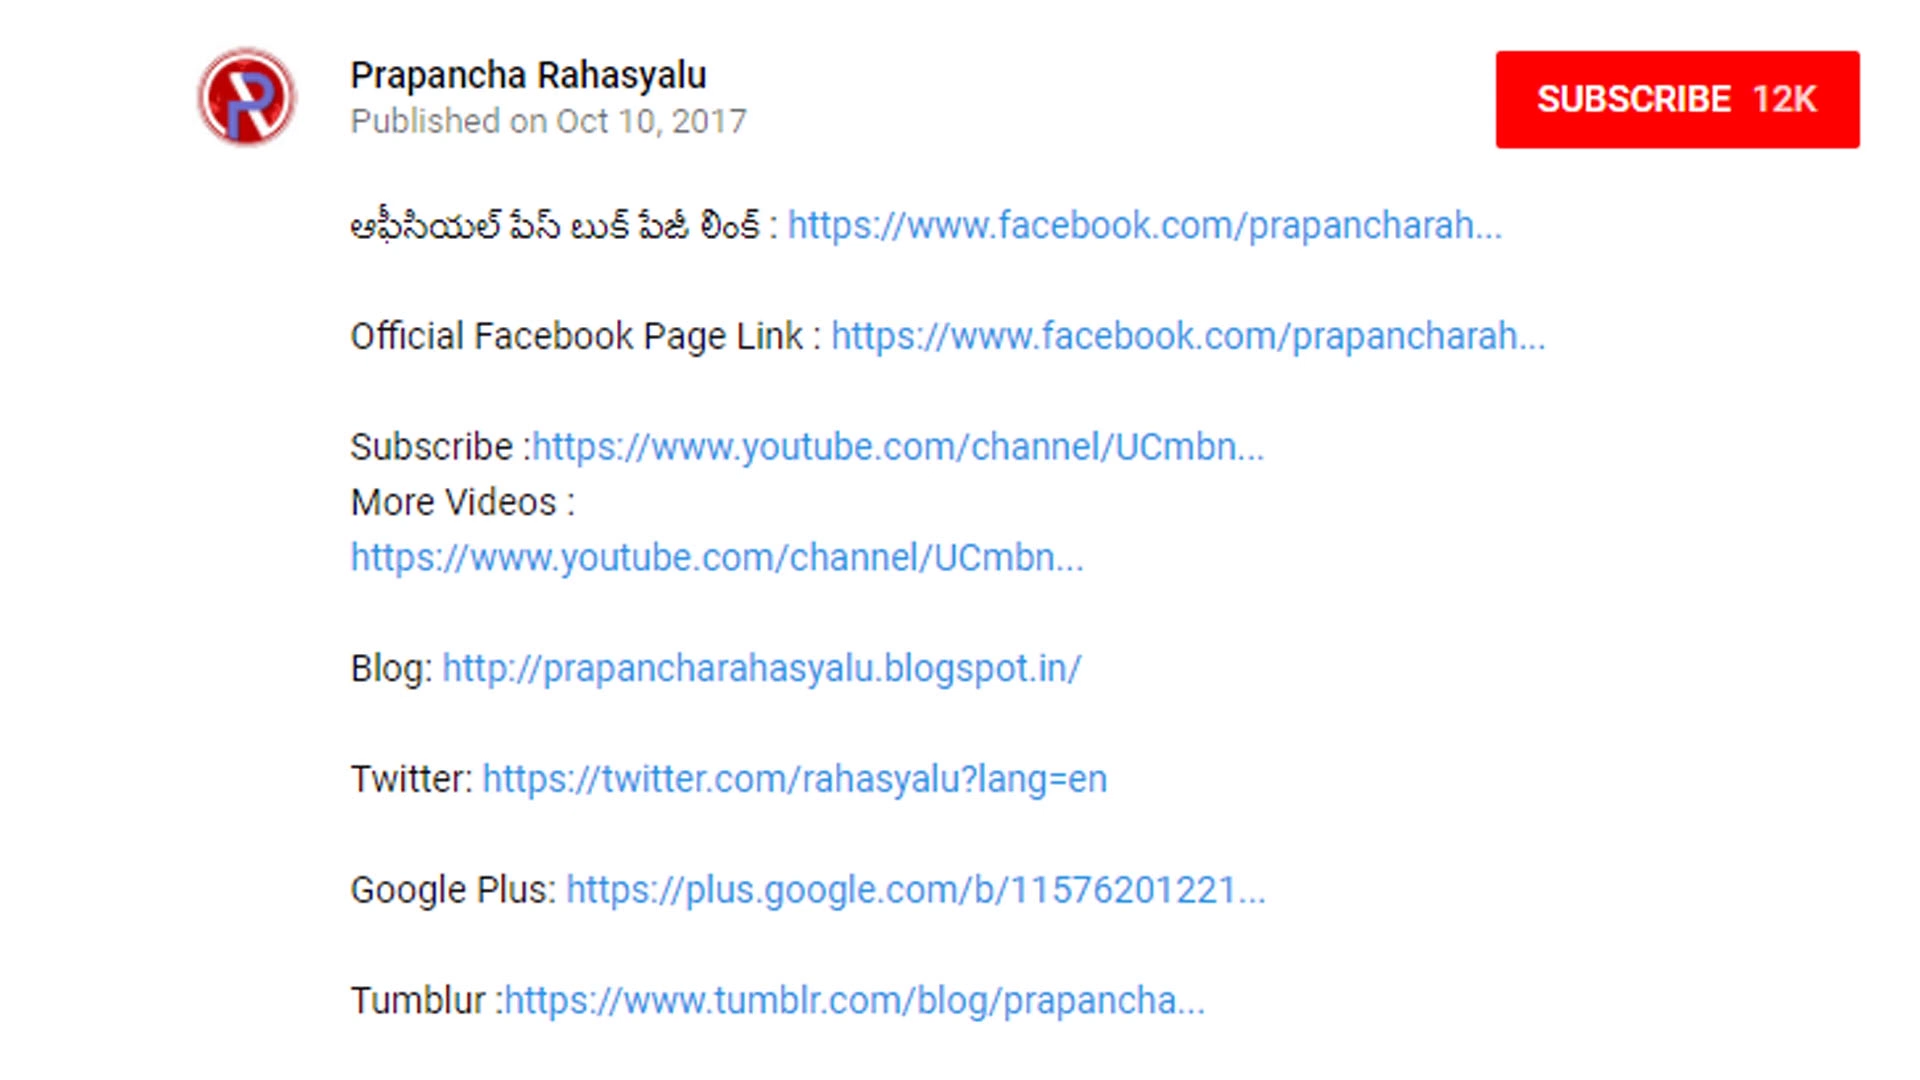 Prapancha Rahasyalu
Published on Oct 10, 2017
SUBSCRIBE 12K
ఆఫీసియల్ పేస్ బుక్ పేజీ లింక్ : https://www.facebook.com/prapancharah...
Official Facebook Page Link : https://www.facebook.com/prapancharah...
Subscribe :https://www.youtube.com/channel/UCmbn...
More Videos :
https://www.youtube.com/channel/UCmbn...
Blog: http://prapancharahasyalu.blogspot.in/
Twitter: https://twitter.com/rahasyalu?lang=en
Google Plus: https://plus.google.com/b/11576201221...
Tumblur :https://www.tumblr.com/blog/prapancha...